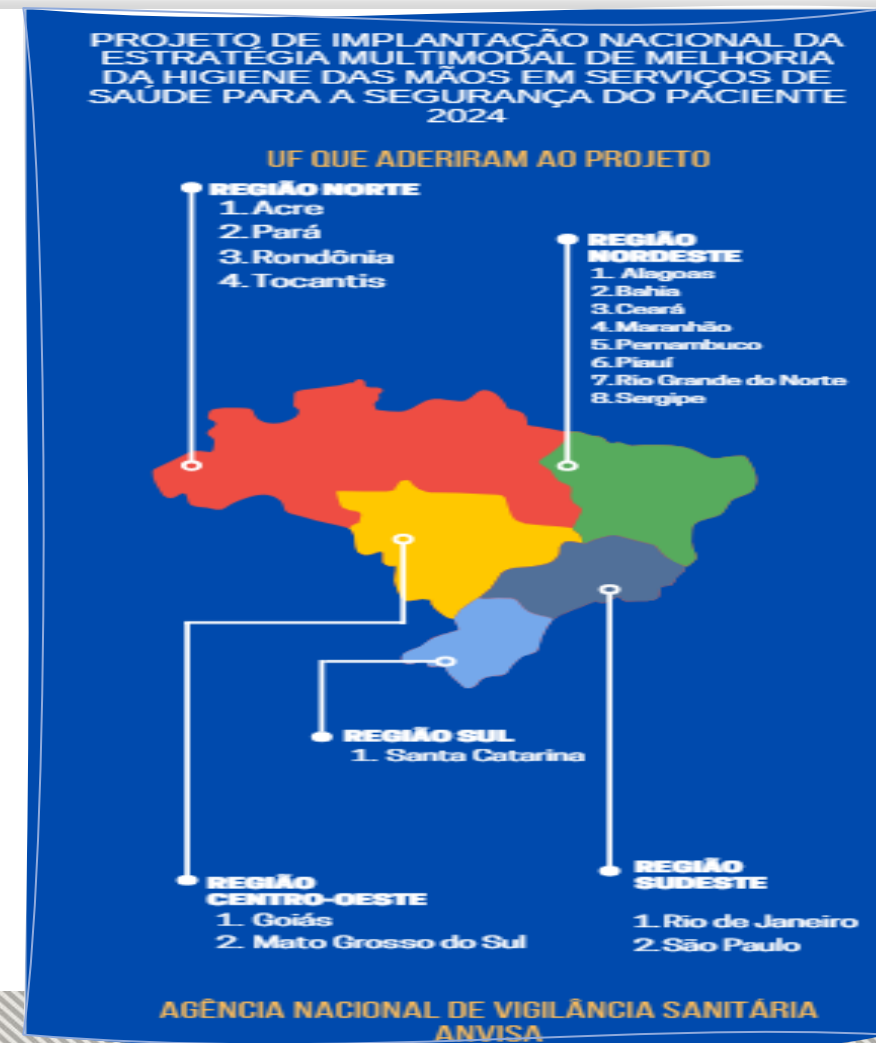 PROJETO DE IMPLANTAÇÃO NACIONAL DA
ESTRATÉGIA MULTIMODAL DE MELHORIA
DA HIGIENE DAS MÃOS EM SERVIÇOS DE
SAÚDE PARA A SEGURANÇA DO PACIENTE
2024
UF QUE ADERIRAM AO PROJETO
REGIÃO NORTE
1. Acre
2. Pará
3. Rondônia
4. Tocantis
REGIÃO
NORDESTE
1. Alagoas
2. Bahia
3. Ceará
4. Maranhão
5. Pernambuco
6. Piauí
7. Rio Grande do Norte
8. Sergipe
REGIÃO SUL
1. Santa Catarina
REGIÃO
CENTRO-OESTE
1. Goiás
2. Mato Grosso do Sul
REGIÃO
SUDESTE
1. Rio de Janeiro
2. São Paulo
AGÊNCIA NACIONAL DE VIGILÂNCIA SANITÁRIA
ANVISA